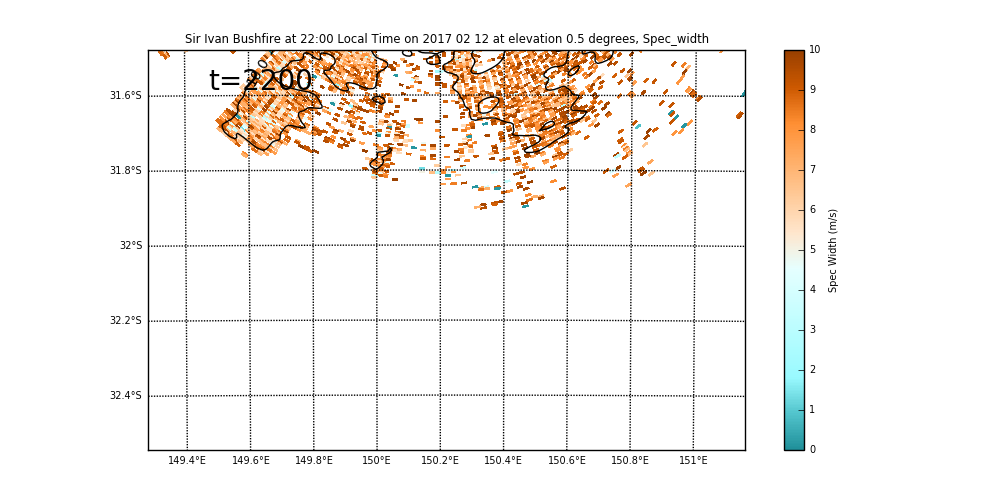 Sir Ivan Bushfire at 22:00 Local Time on 2017 02 12 at elevation 0.5 degrees, Spec_width
t=2200
31.6°S
31.8°S
32°S
32.2°S
32.4°S
149.4°E 149.6°E 149.8°E 150°E 150.2°E 150.4°E 150.6°E 150.8°E 151°E
10
9
8
7
6
5
4
3
2
1
0
Spec Width (m/s)